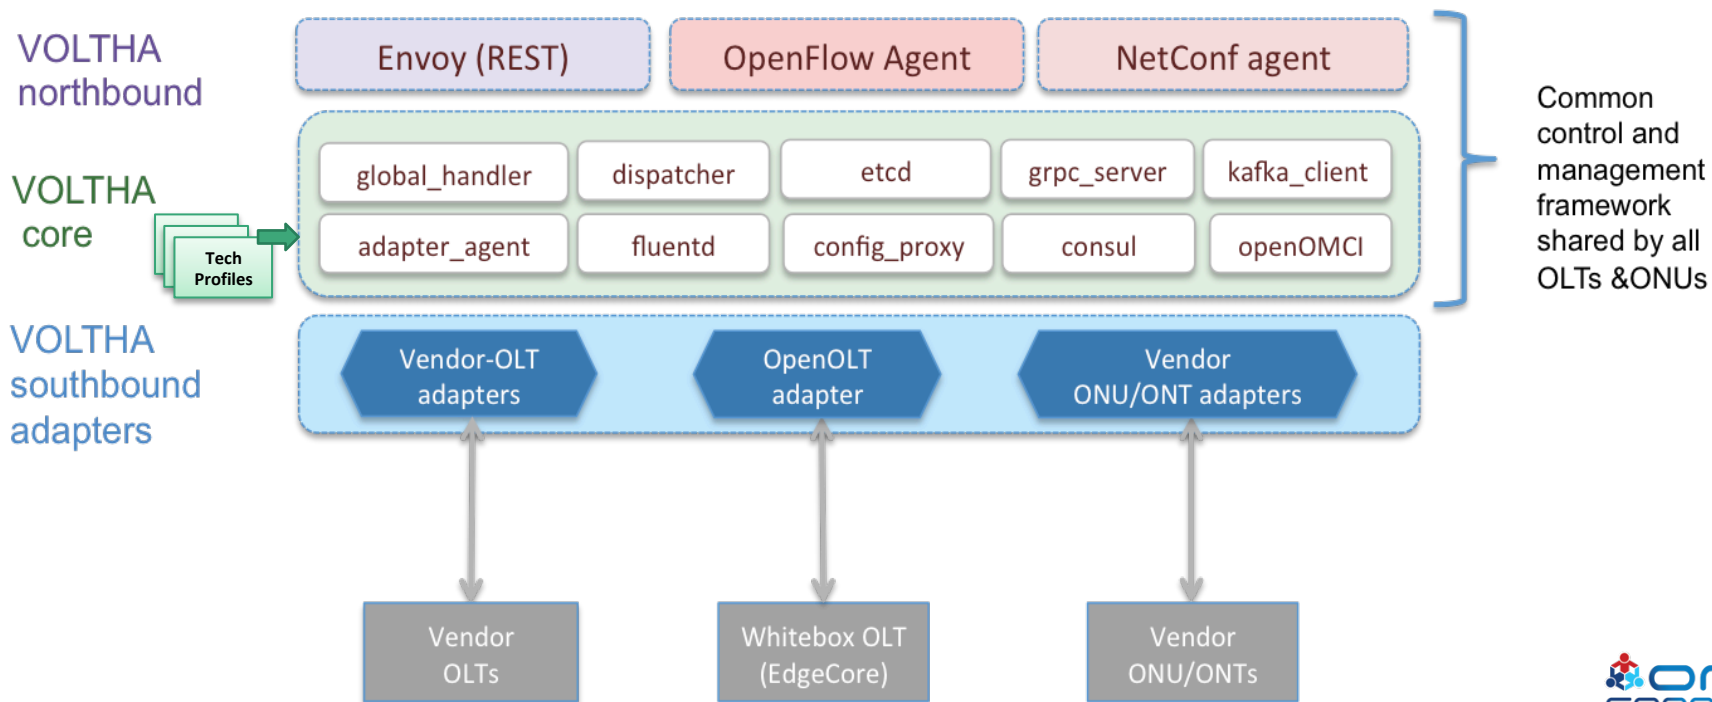 VOLTHA
northbound
Envoy (REST)
OpenFlow Agent
NetConf agent
VOLTHA
core
Tech
Profiles
global_handler
dispatcher
etcd
grpc_server
kafka_client
adapter_agent
fluentd
config_proxy
consul
openOMCI
Common
control and
management
framework
shared by all
OLTs &ONUs
VOLTHA
southbound
adapters
Vendor-OLT
adapters
OpenOLT
adapter
Vendor
ONU/ONT adapters
Vendor
OLTs
Whitebox OLT
(EdgeCore)
Vendor
ONU/ONTs